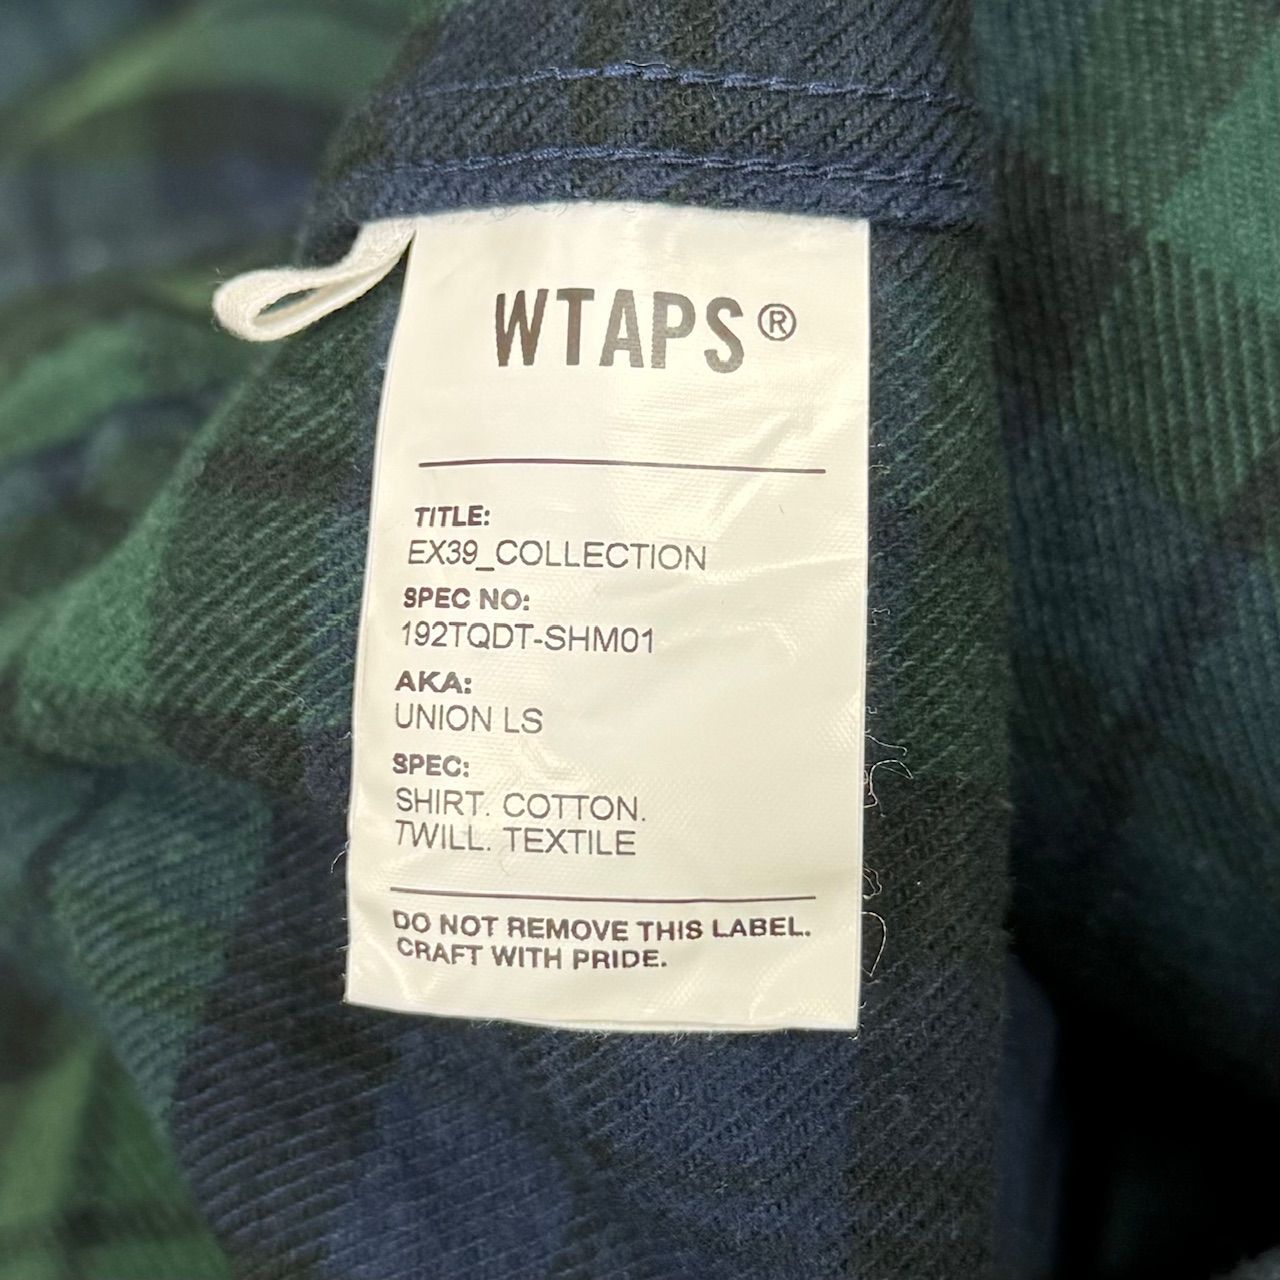 WTAPS®
TITLE:
EX39_COLLECTION
SPEC NO:
192TQDT-SHM01
AKA:
UNION LS
SPEC:
SHIRT. COTTON.
TWILL. TEXTILE
DO NOT REMOVE THIS LABEL.
CRAFT WITH PRIDE.